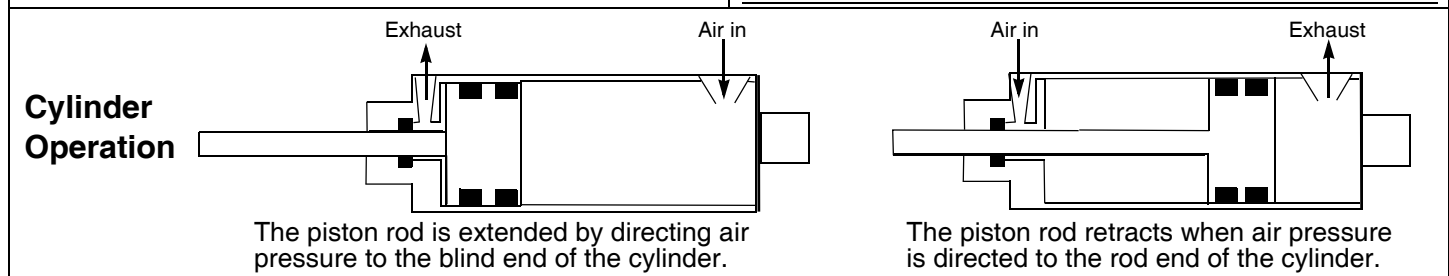 Cylinder
Operation
Exhaust
Air in
The piston rod is extended by directing air
pressure to the blind end of the cylinder.
Air in
Exhaust
The piston rod retracts when air pressure
is directed to the rod end of the cylinder.